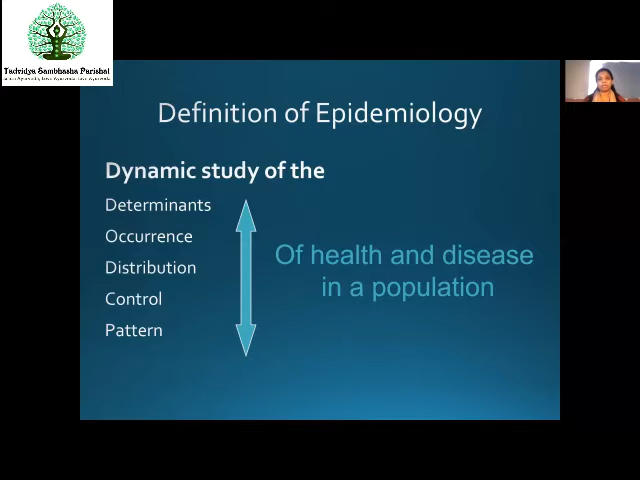 Tadvidya Sambhasha Parishat
Definition of Epidemiology
Dynamic study of the
Determinants
Occurrence
Distribution
Control
Pattern
Of health and disease
in a population